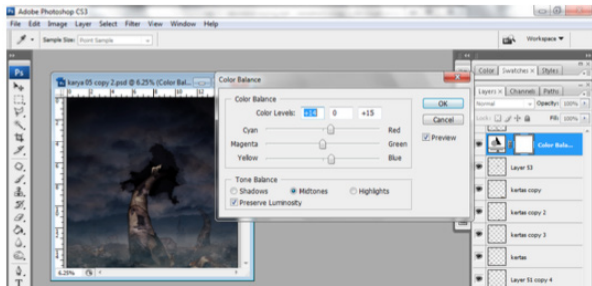 Adobe Photoshop CS3
File Edit Image Layer Select Filter View Window Help
Sample Size: Point Sample
Workspace
Ps
karya 05 copy 2.psd @ 6.25% (Color Bal...
6.25%
Color Balance
Color Balance
Color Levels: +14 0 +15
Cyan Red
Magenta Green
Yellow Blue
Tone Balance
Shadows Midtones Highlights
Preserve Luminosity
OK
Cancel
Preview
Color Swatches × Styles
Layers × Channels Paths
Normal Opacity: 100%
Lock: Fill: 100%
Color Bala...
Layer 53
kertas copy
kertas copy 2
kertas copy 3
kertas
Layer 51 copy 4